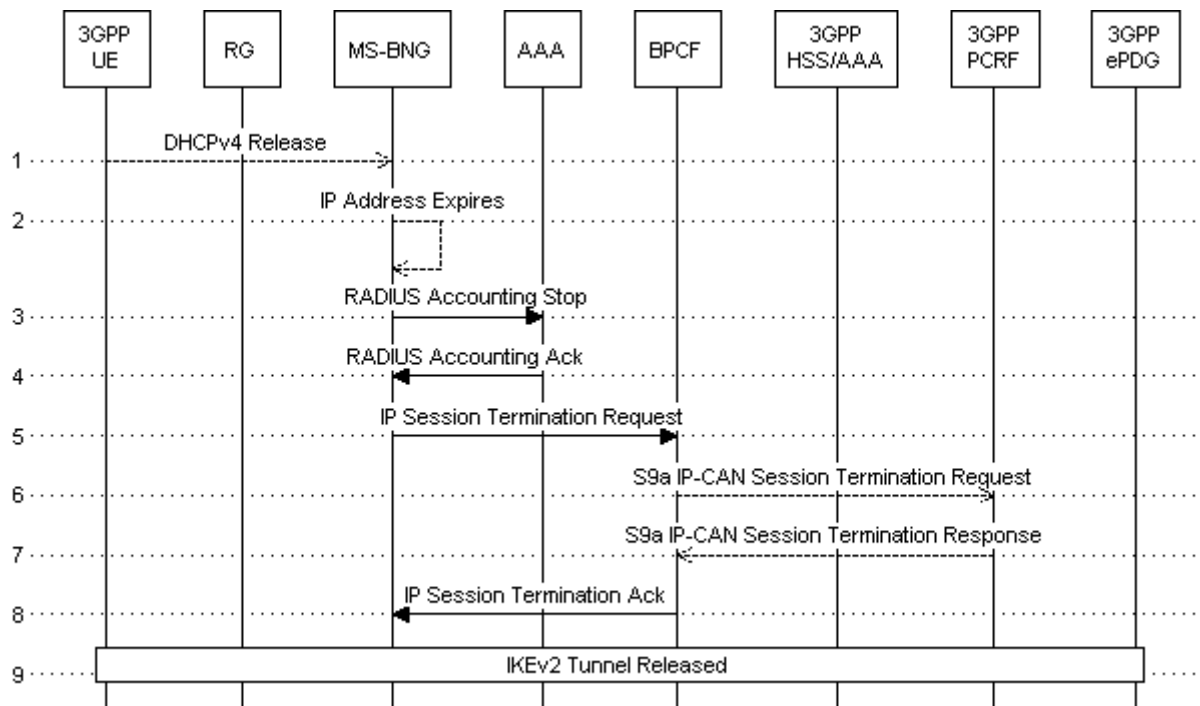 3GPP
UE
RG
MS-BNG
AAA
BPCF
3GPP
HSS/AAA
3GPP
PCRF
3GPP
ePDG
DHCPv4 Release
1
IP Address Expires
2
RADIUS Accounting Stop
3
RADIUS Accounting Ack
4
IP Session Termination Request
5
S9a IP-CAN Session Termination Request
6
S9a IP-CAN Session Termination Response
7
IP Session Termination Ack
8
IKEv2 Tunnel Released
9